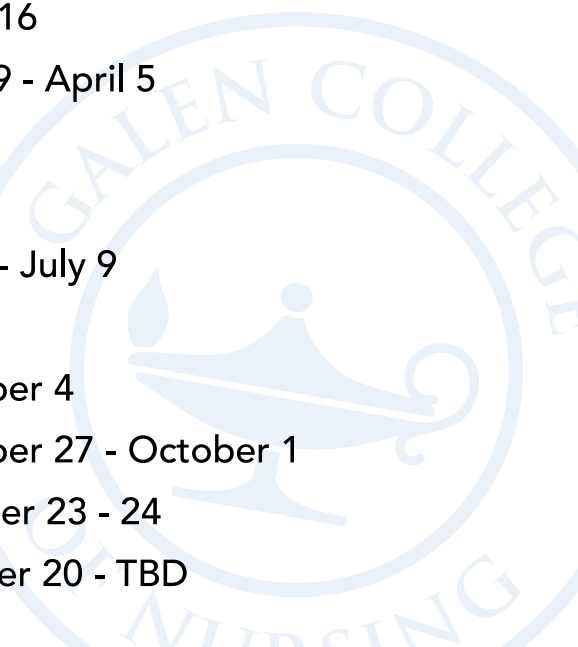 16
9 - April 5
- July 9
ber 4
ber 27 - October 1
er 23 - 24
er 20 - TBD
GALEN COLLEGE
OF NURSING